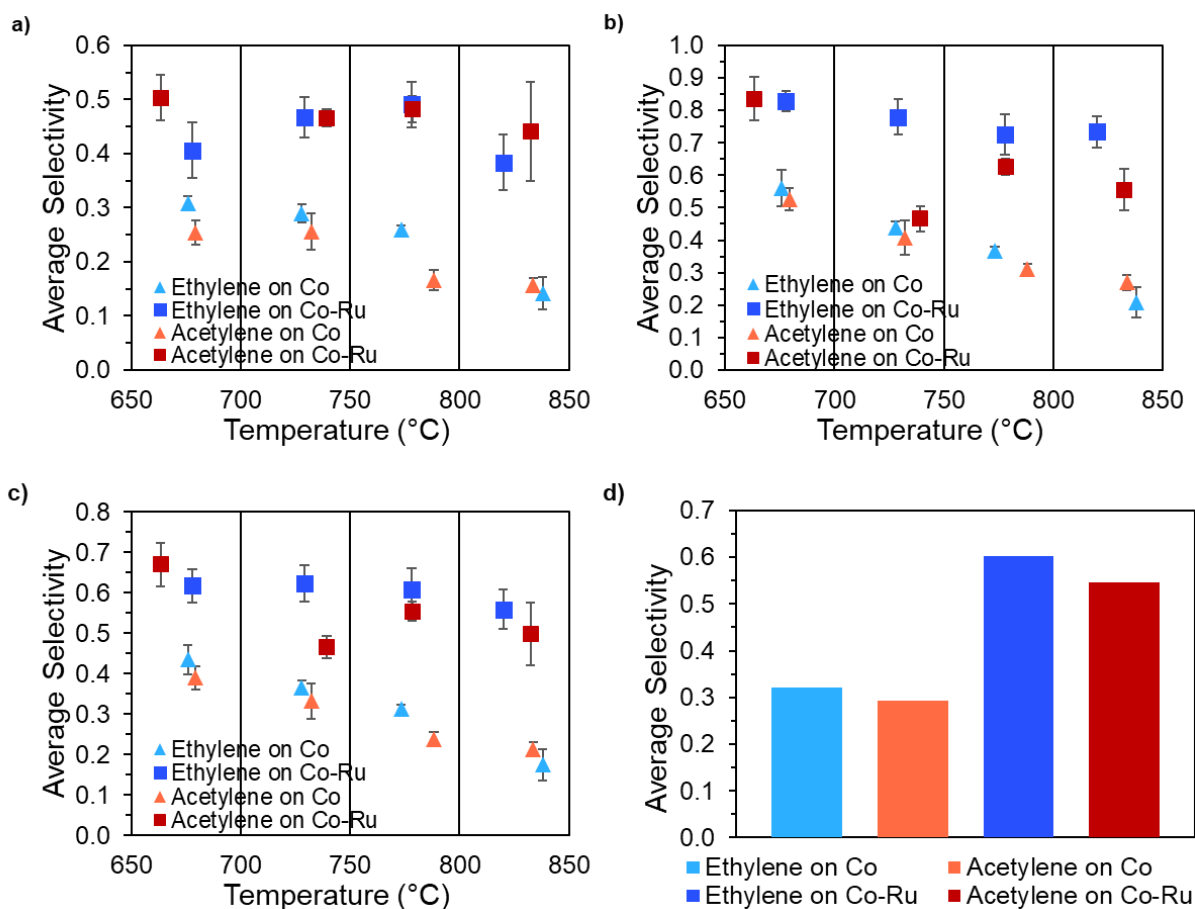 a)
Average Selectivity
0.6
0.5
0.4
0.3
0.2
0.1
0.0
Ethylene on Co
Ethylene on Co-Ru
Acetylene on Co
Acetylene on Co-Ru
650 700 750 800 850
Temperature (°C)
b)
Average Selectivity
1.0
0.9
0.8
0.7
0.6
0.5
0.4
0.3
0.2
0.1
0.0
Ethylene on Co
Ethylene on Co-Ru
Acetylene on Co
Acetylene on Co-Ru
650 700 750 800 850
Temperature (°C)
c)
Average Selectivity
0.8
0.7
0.6
0.5
0.4
0.3
0.2
0.1
0.0
Ethylene on Co
Ethylene on Co-Ru
Acetylene on Co
Acetylene on Co-Ru
650 700 750 800 850
Temperature (°C)
d)
Average Selectivity
0.7
0.6
0.5
0.4
0.3
0.2
0.1
0.0
Ethylene on Co Acetylene on Co
Ethylene on Co-Ru Acetylene on Co-Ru